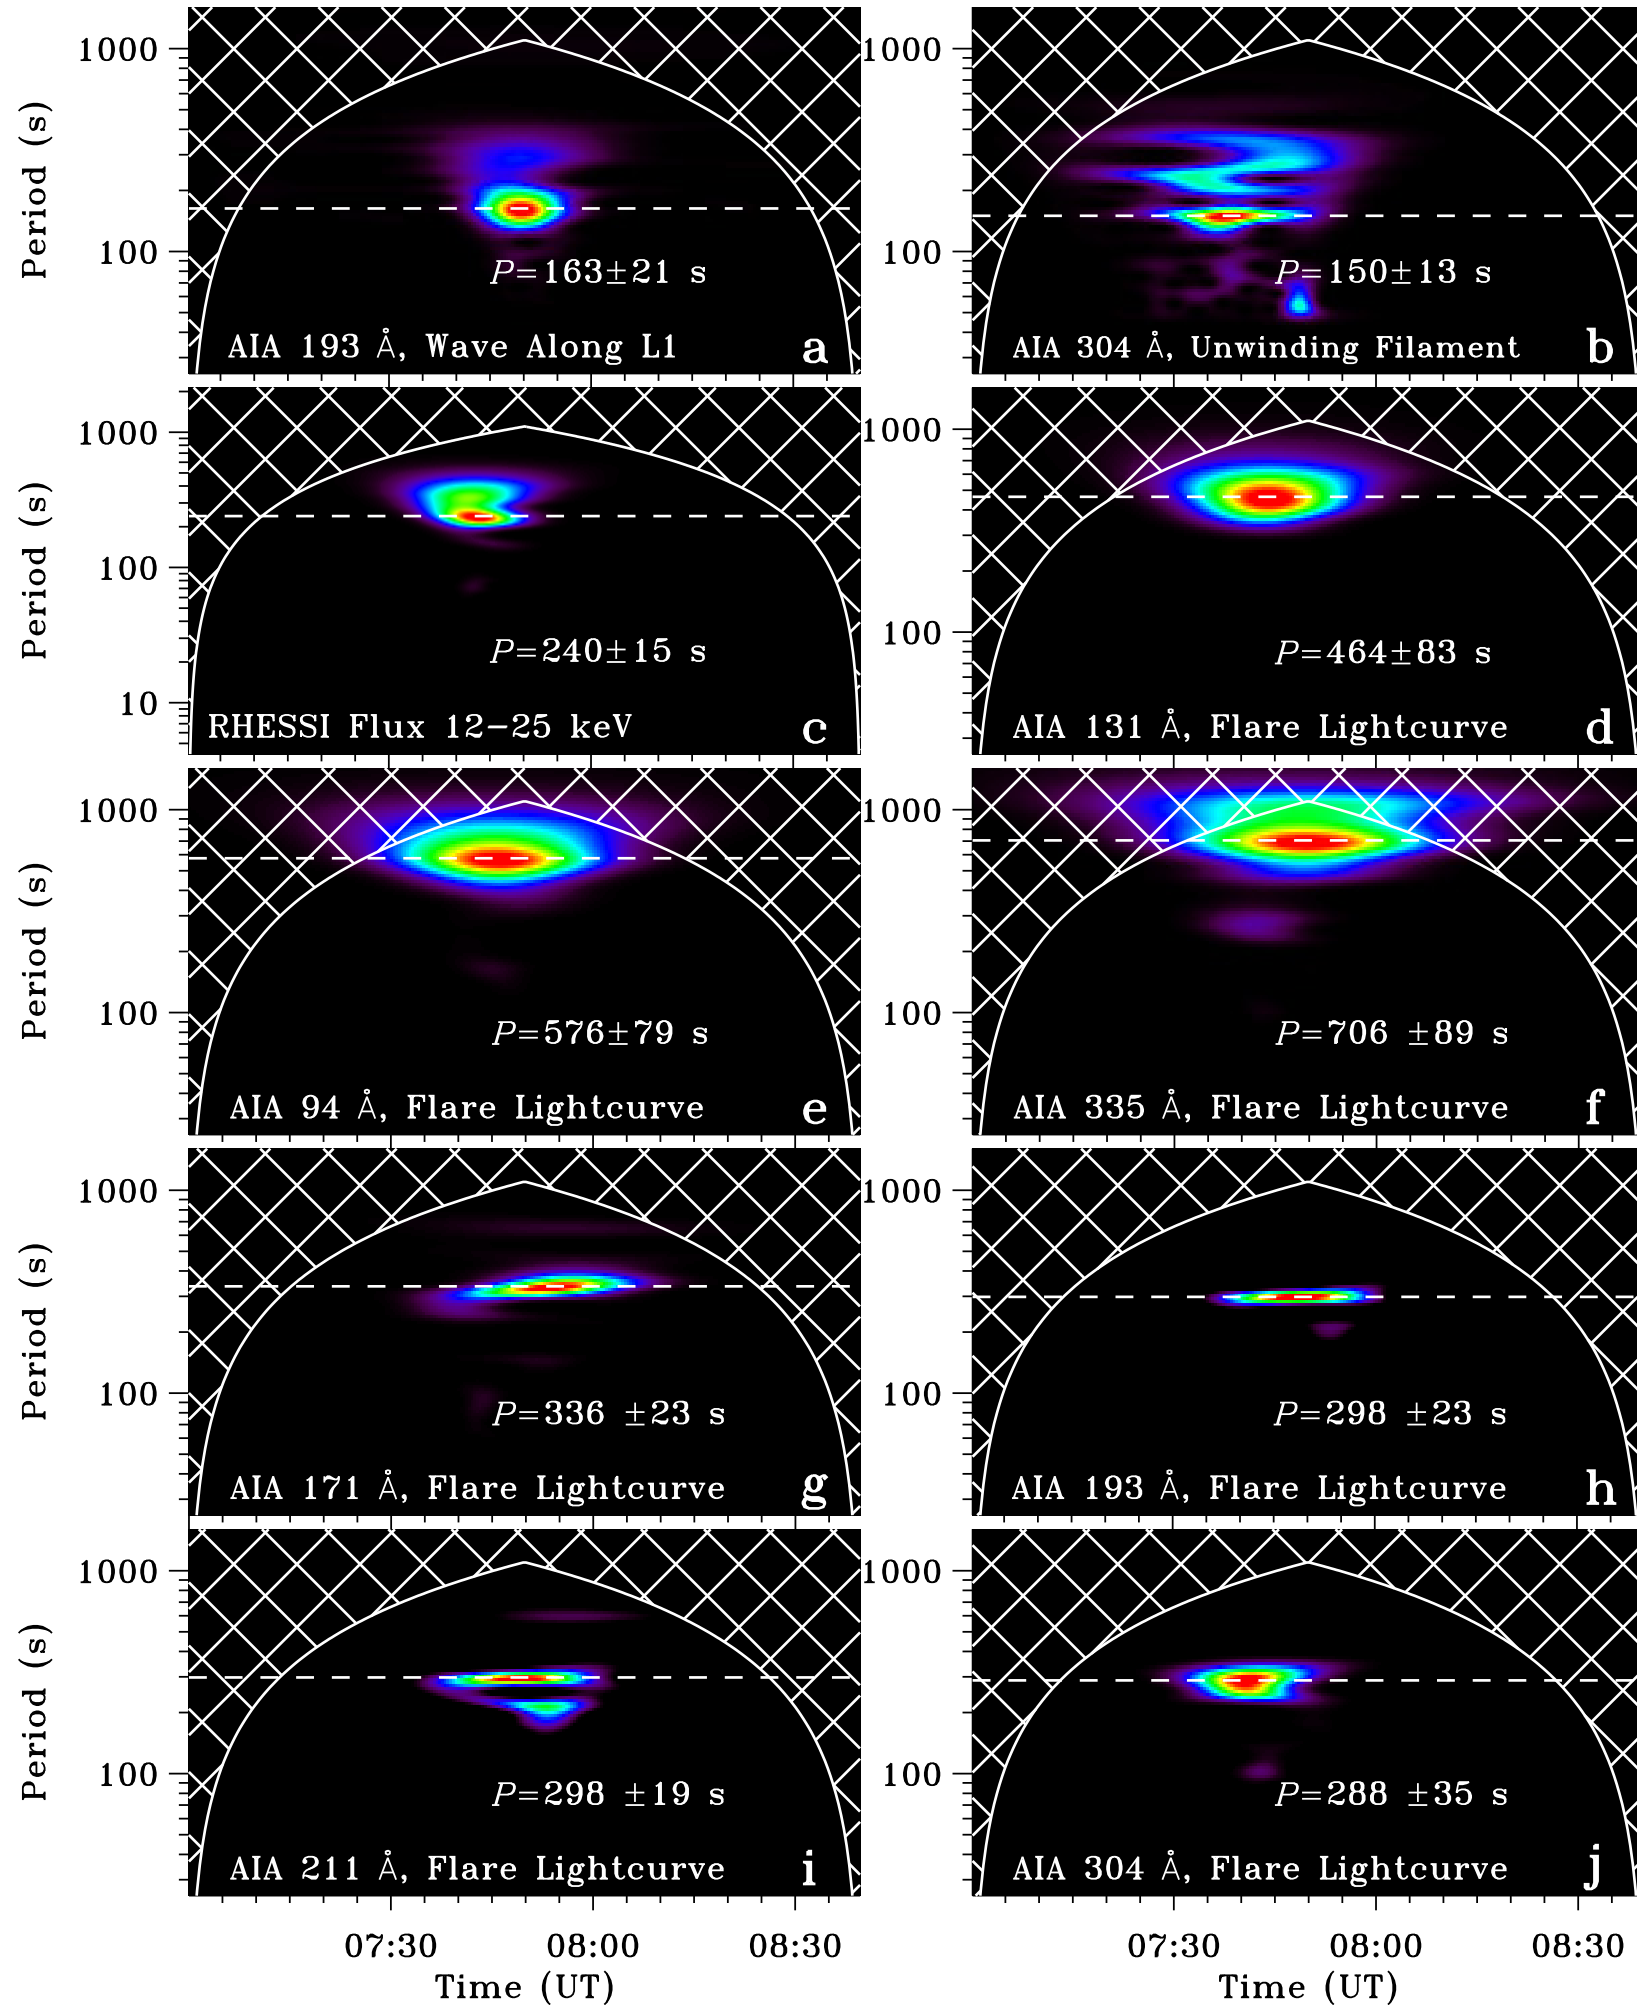 Period (s)
1000
100
P=163±21 s
AIA 193 Å, Wave Along L1
a
1000
100
P=150±13 s
AIA 304 Å, Unwinding Filament
b
Period (s)
1000
100
10
P=240±15 s
RHESSI Flux 12−25 keV
c
1000
100
P=464±83 s
AIA 131 Å, Flare Lightcurve
d
Period (s)
1000
100
P=576±79 s
AIA 94 Å, Flare Lightcurve
e
1000
100
P=706 ±89 s
AIA 335 Å, Flare Lightcurve
f
Period (s)
1000
100
P=336 ±23 s
AIA 171 Å, Flare Lightcurve
g
1000
100
P=298 ±23 s
AIA 193 Å, Flare Lightcurve
h
Period (s)
1000
100
P=298 ±19 s
AIA 211 Å, Flare Lightcurve
i
1000
100
P=288 ±35 s
AIA 304 Å, Flare Lightcurve
j
07:30 08:00 08:30
Time (UT)
07:30 08:00 08:30
Time (UT)